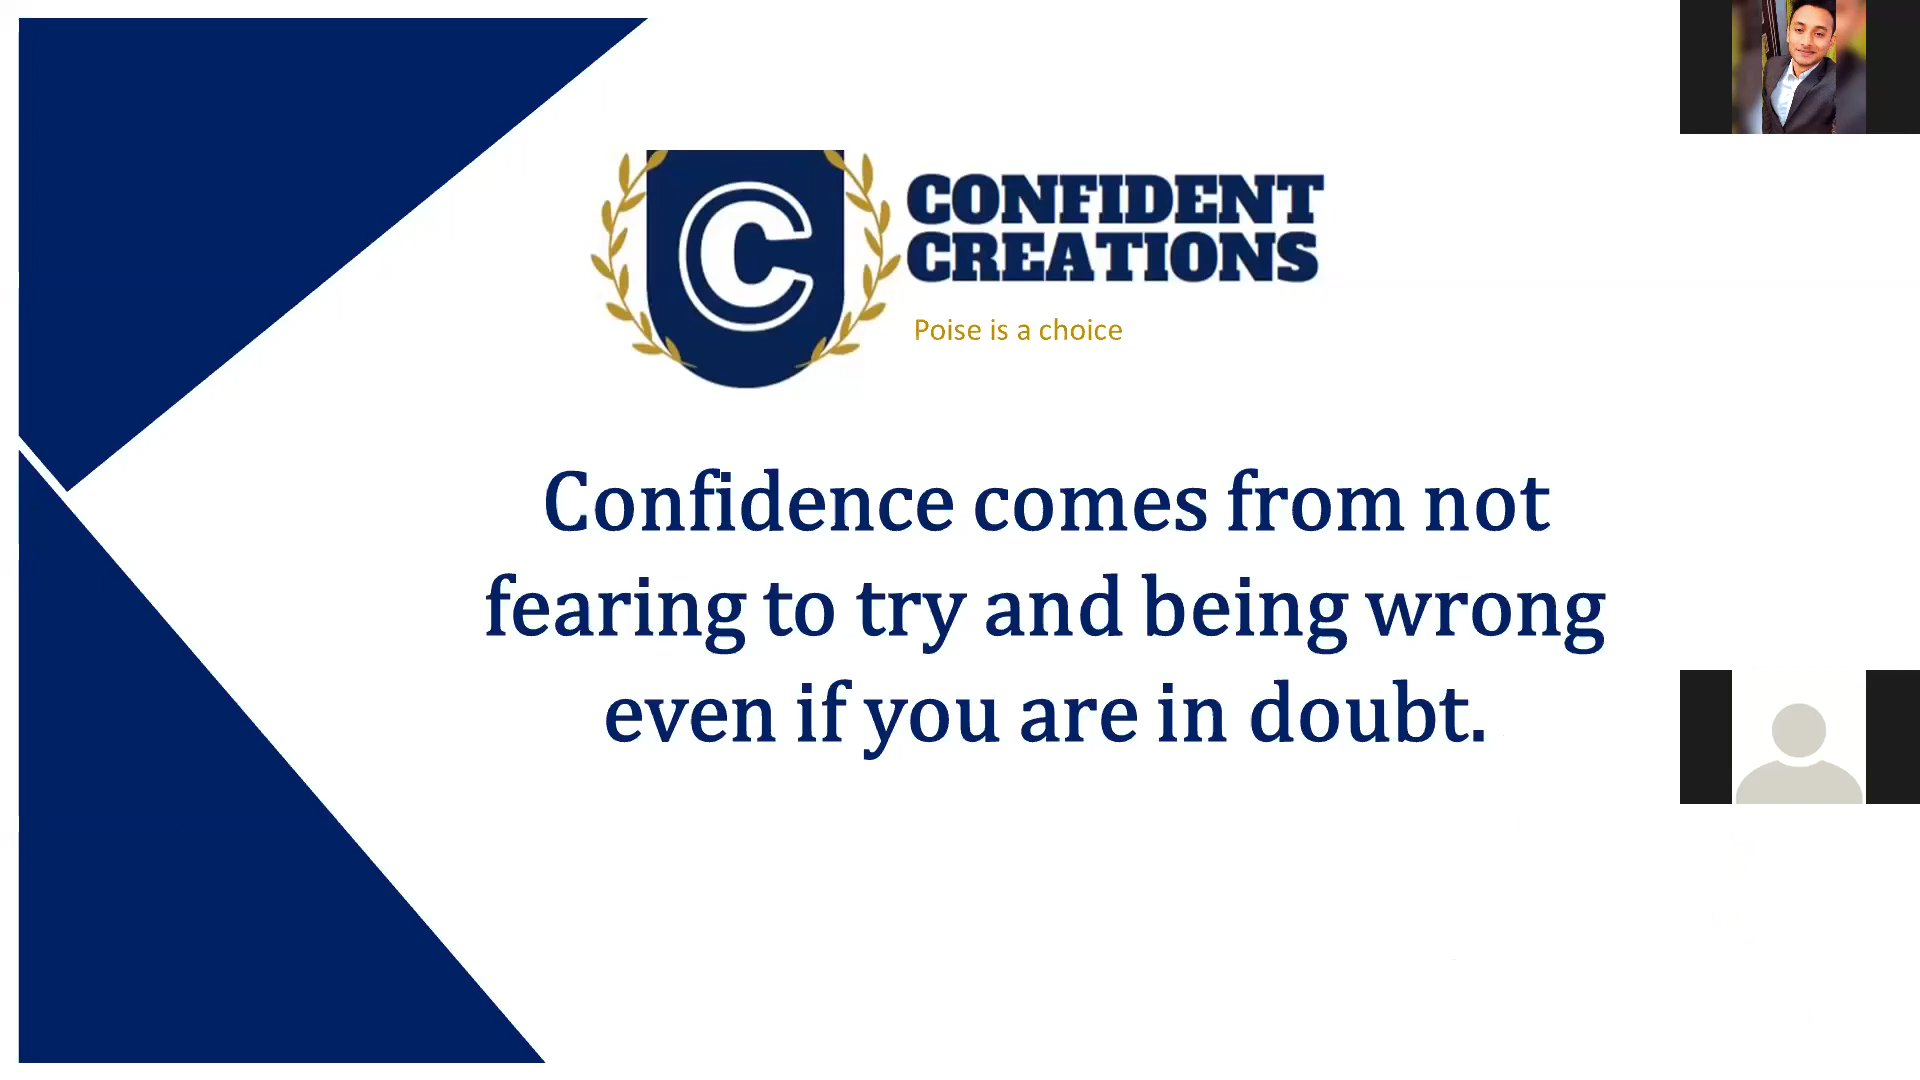 C
CONFIDENT
CREATIONS
Poise is a choice
Confidence comes from not
fearing to try and being wrong
even if you are in doubt.